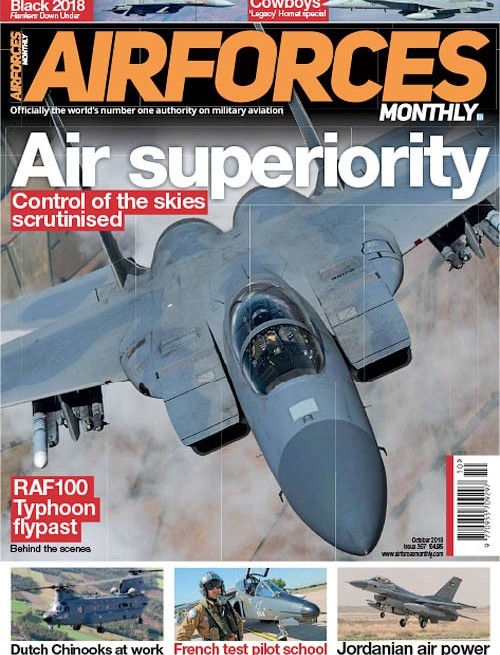 Black 2018
Flankers Down Under
Cowboys
'Legacy' Hornet special
AIRFORCES
MONTHLY
AIRFORCES
Officially the world's number one authority on military aviation
MONTHLY
Air superiority
Control of the skies
scrutinised
RAF100
Typhoon
flypast
Behind the scenes
October 2018
Issue 367 £4.95
www.airforcesmonthly.com
Dutch Chinooks at work
French test pilot school
Jordanian air power